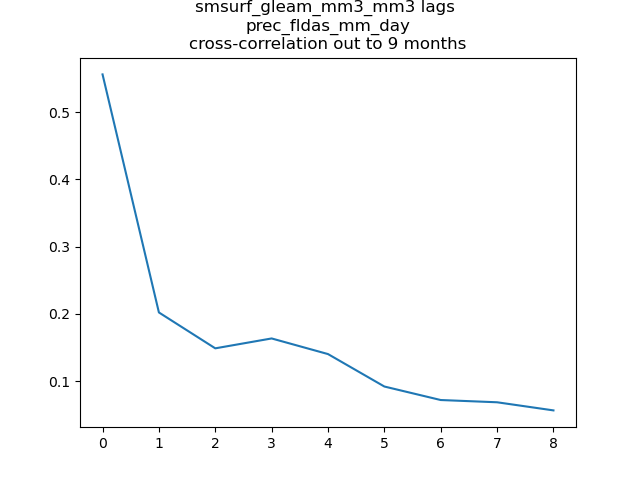 smsurf_gleam_mm3_mm3 lags
prec_fldas_mm_day
cross-correlation out to 9 months
0.5
0.4
0.3
0.2
0.1
0 1 2 3 4 5 6 7 8